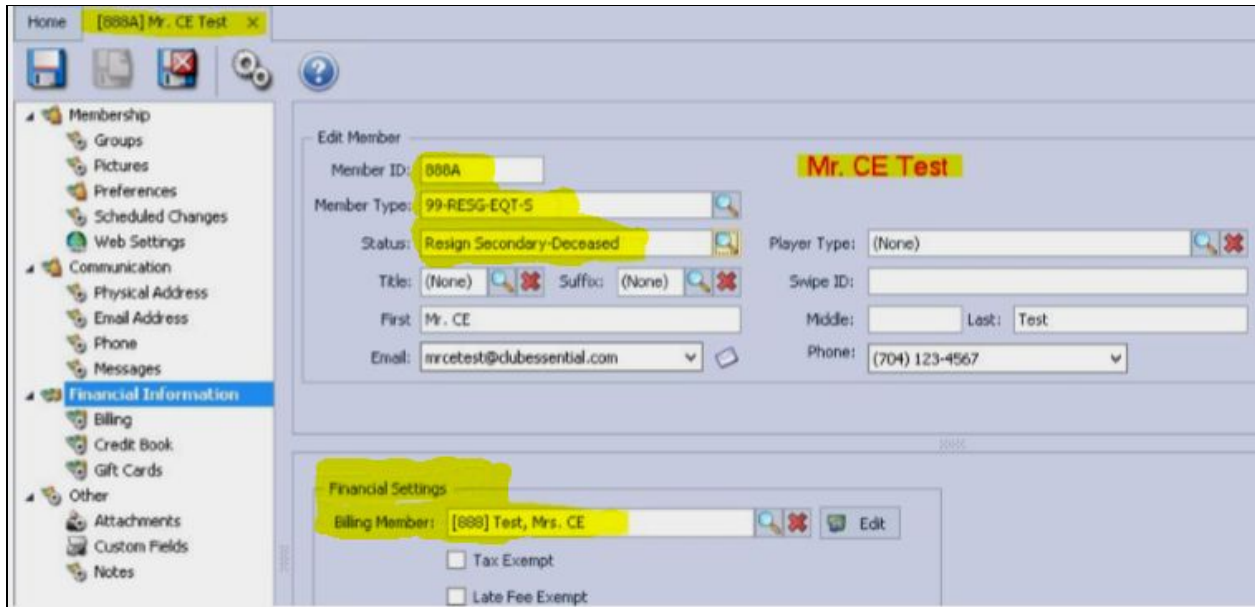 Home [888A] Mr. CE Test
Membership
Groups
Pictures
Preferences
Scheduled Changes
Web Settings
Communication
Physical Address
Email Address
Phone
Messages
Financial Information
Billing
Credit Book
Gift Cards
Other
Attachments
Custom Fields
Notes
Edit Member
Mr. CE Test
Member ID: 888A
Member Type: 99-RESG-EQT-S
Status: Resign Secondary-Deceased Player Type: (None)
Title: (None) Suffix: (None) Swipe ID:
First Mr. CE Middle: Last: Test
Email: mrcetest@clubessential.com Phone: (704) 123-4567
Financial Settings
Billing Member: [888] Test, Mrs. CE Edit
Tax Exempt
Late Fee Exempt